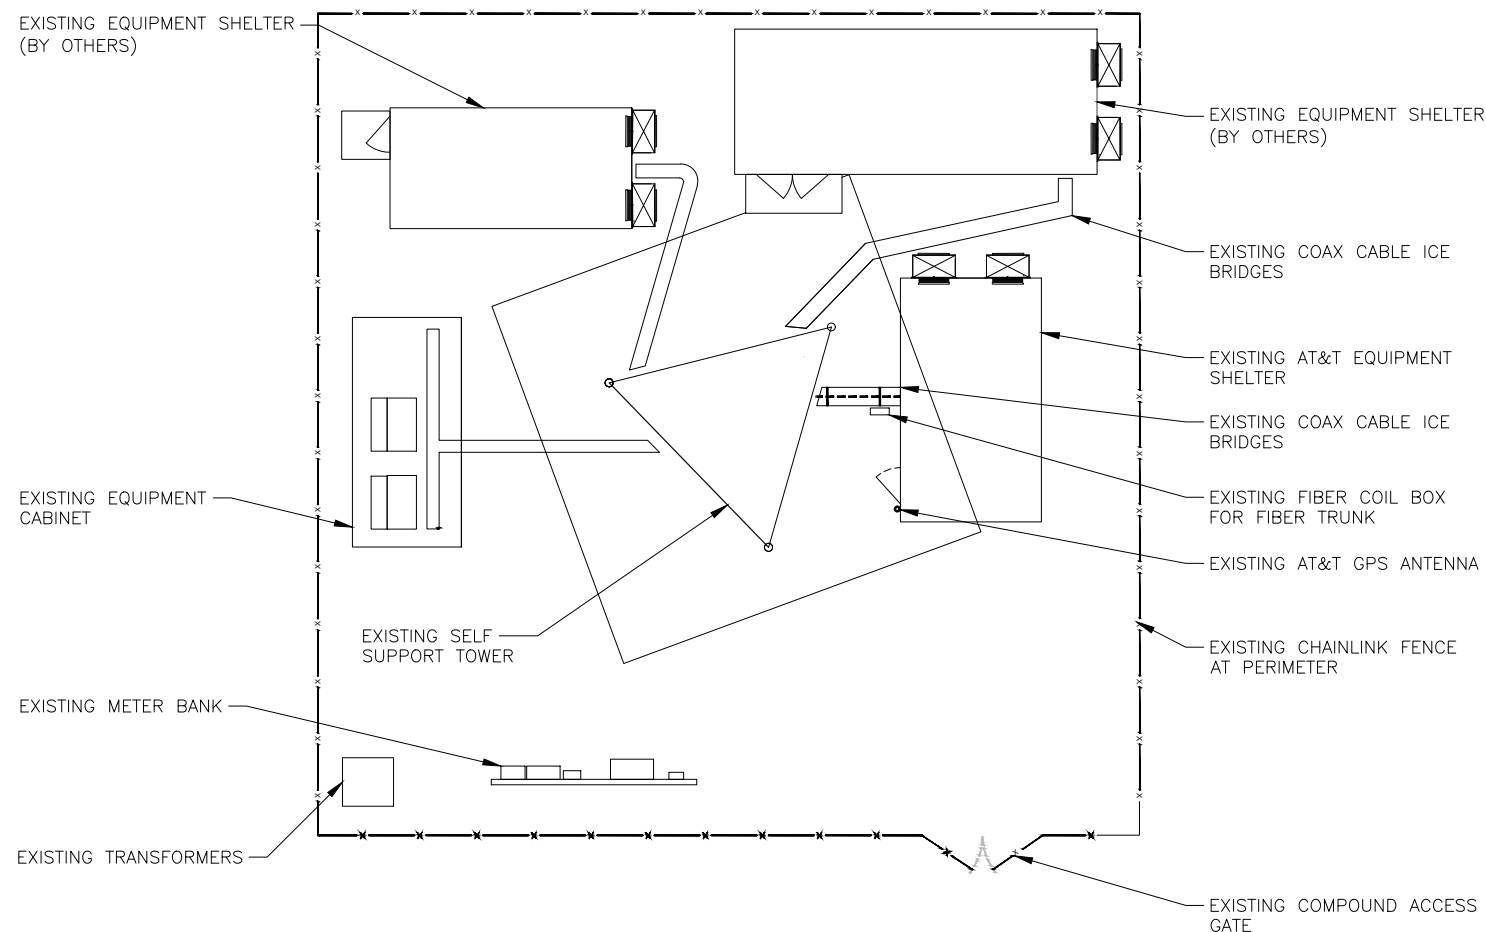 EXISTING EQUIPMENT SHELTER
(BY OTHERS)
EXISTING EQUIPMENT SHELTER
(BY OTHERS)
EXISTING COAX CABLE ICE
BRIDGES
EXISTING AT&T EQUIPMENT
SHELTER
EXISTING COAX CABLE ICE
BRIDGES
EXISTING EQUIPMENT
CABINET
EXISTING FIBER COIL BOX
FOR FIBER TRUNK
EXISTING AT&T GPS ANTENNA
EXISTING SELF
SUPPORT TOWER
EXISTING CHAINLINK FENCE
AT PERIMETER
EXISTING METER BANK
EXISTING TRANSFORMERS
EXISTING COMPOUND ACCESS
GATE